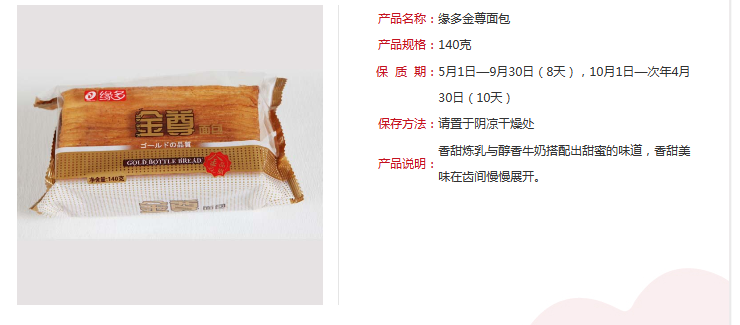 缘多
金尊 面包
ゴールドの品質
GOLD BOTTLE BREAD
净含量:140克
产品名称：缘多金尊面包
产品规格：140克
保 质 期：5月1日—9月30日（8天），10月1日—次年4月
30日（10天）
保存方法：请置于阴凉干燥处
产品说明：香甜炼乳与醇香牛奶搭配出甜蜜的味道，香甜美
味在齿间慢慢展开。